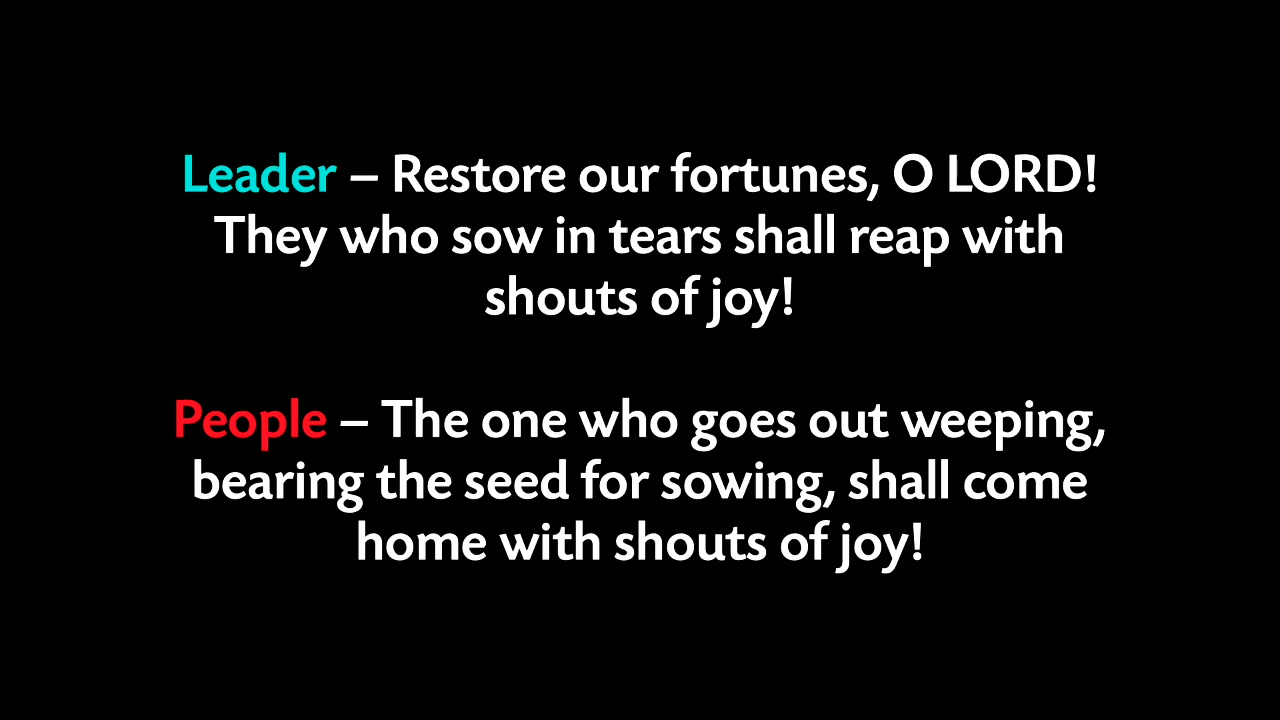 Leader – Restore our fortunes, O LORD!
They who sow in tears shall reap with
shouts of joy!
People – The one who goes out weeping,
bearing the seed for sowing, shall come
home with shouts of joy!